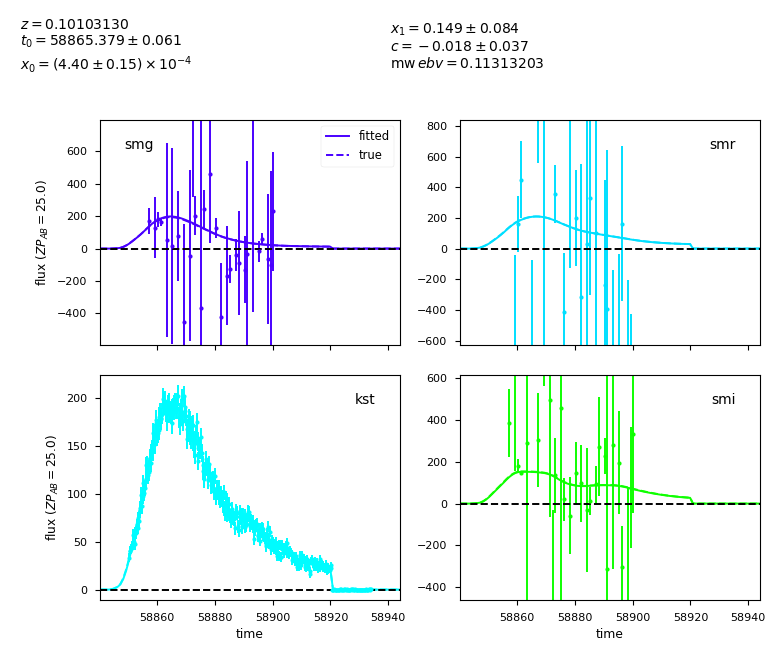 z = 0.10103130
t₀ = 58865.379 ± 0.061
x₀ = (4.40 ± 0.15) × 10⁻⁴
x₁ = 0.149 ± 0.084
c = −0.018 ± 0.037
mw ebv = 0.11313203
smg
fitted
true
600
400
200
0
−200
−400
flux (ZP_AB = 25.0)
smr
800
600
400
200
0
−200
−400
−600
kst
200
150
100
50
0
flux (ZP_AB = 25.0)
58860 58880 58900 58920 58940
time
smi
600
400
200
0
−200
−400
58860 58880 58900 58920 58940
time